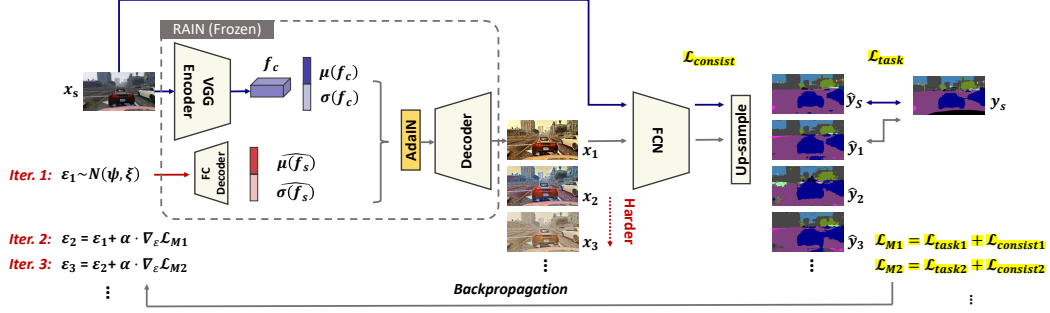 RAIN (Frozen)
x_s
VGG Encoder
f_c
μ(f_c)
σ(f_c)
Iter. 1: ε_1~N(ψ,ξ)
FC Decoder
\widehat{μ(f_s)}
\widehat{σ(f_s)}
AdaIN
Decoder
x_1
x_2
x_3
Harder
FCN
Up-sample
ℒ_consist
ℒ_task
ŷ_s
y_s
ŷ_1
ŷ_2
ŷ_3
Iter. 2: ε_2 = ε_1 + α · ∇_ε ℒ_M1
Iter. 3: ε_3 = ε_2 + α · ∇_ε ℒ_M2
ℒ_M1 = ℒ_task1 + ℒ_consist1
ℒ_M2 = ℒ_task2 + ℒ_consist2
Backpropagation